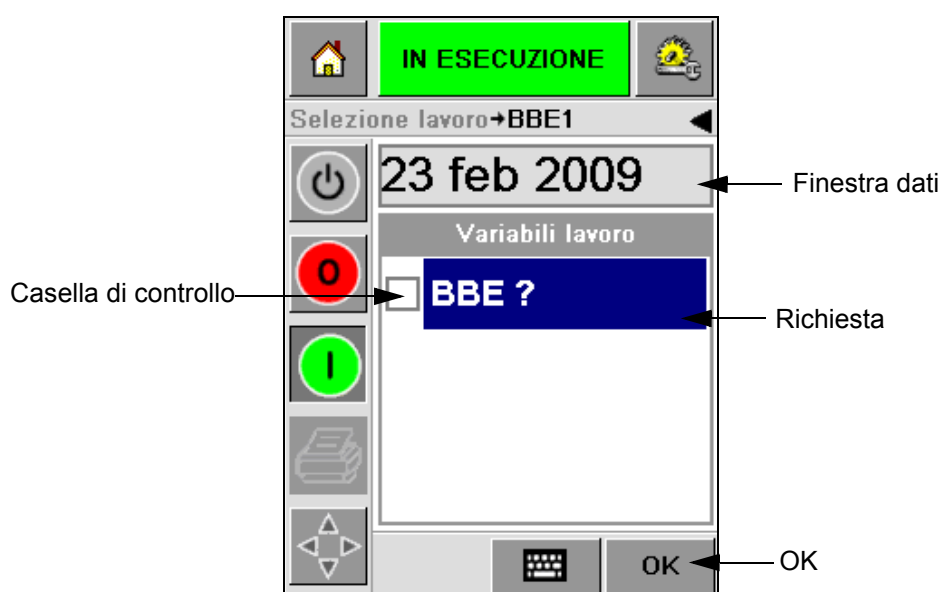 IN ESECUZIONE
Selezione lavoro→BBE1
23 feb 2009
Finestra dati
Variabili lavoro
O
Casella di controllo
BBE ?
Richiesta
I
OK
OK